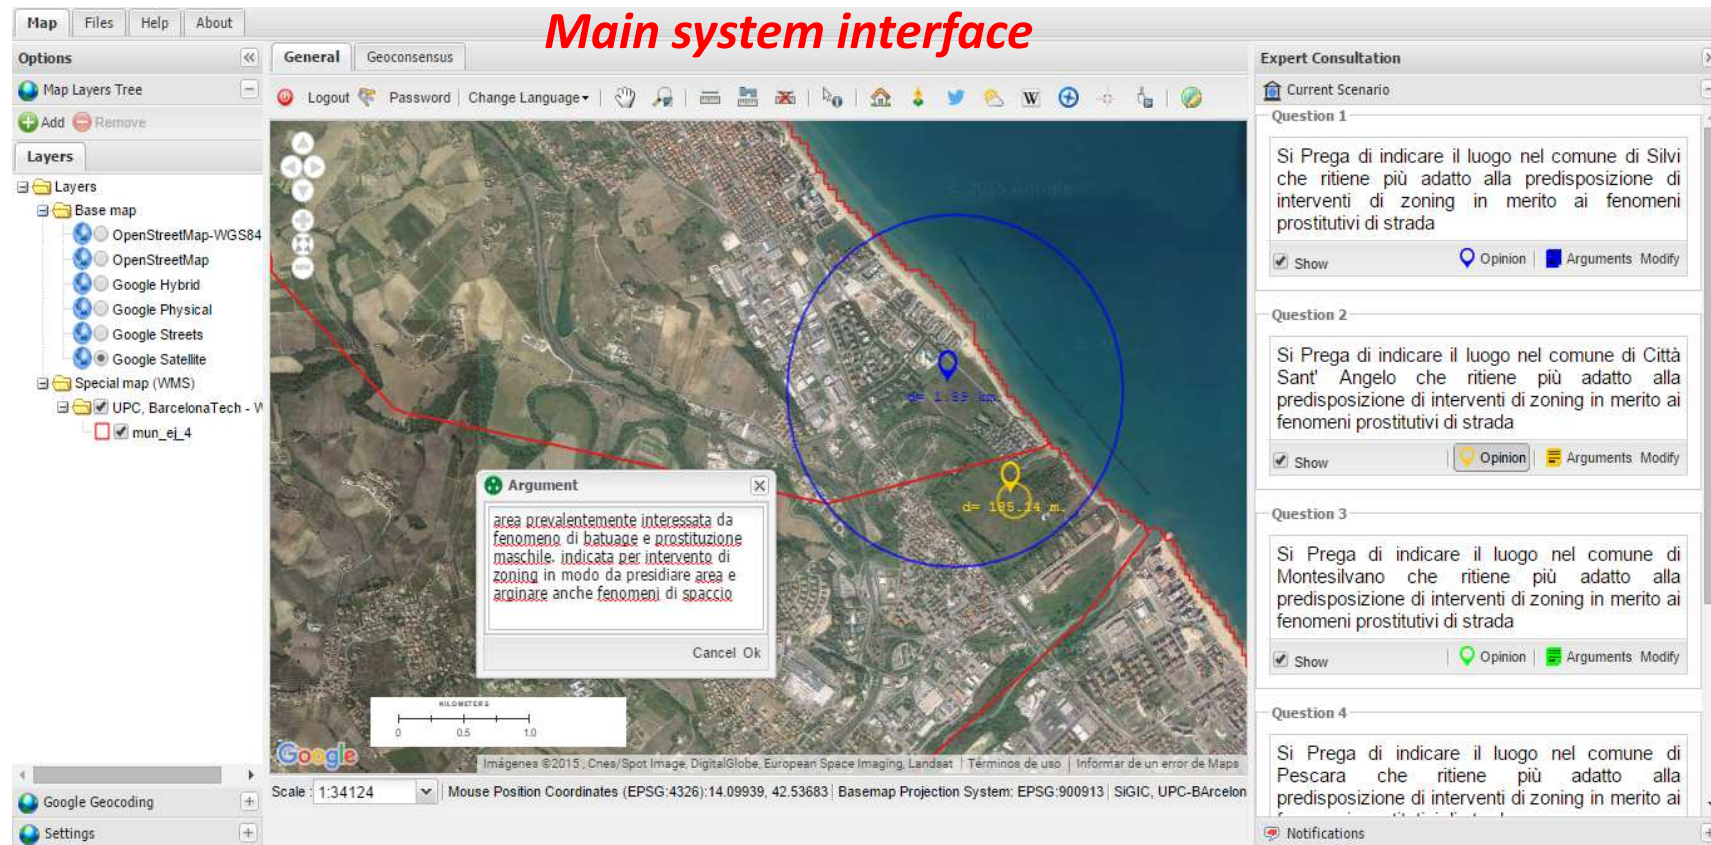 Main system interface
Map Files Help About
Options
Map Layers Tree
Add Remove
Layers
Layers
Base map
OpenStreetMap-WGS84
OpenStreetMap
Google Hybrid
Google Physical
Google Streets
Google Satellite
Special map (WMS)
UPC, BarcelonaTech - W
mun_ej_4
Google Geocoding
Settings
General Geoconsensus
Logout Password Change Language
W
d= 1.89 km.
d= 195.14 m.
Argument
area prevalentemente interessata da
fenomeno di batuage e prostituzione
maschile. indicata per intervento di
zoning in modo da presidiare area e
arginare anche fenomeni di spaccio
Cancel Ok
KILOMETERS
0 0.5 1.0
Google
Imágenes ©2015 , Cnes/Spot Image, DigitalGlobe, European Space Imaging, Landsat Términos de uso Informar de un error de Maps
Scale : 1:34124 Mouse Position Coordinates (EPSG:4326):14.09939, 42.53683 Basemap Projection System: EPSG:900913 SiGIC, UPC-BArcelon
Expert Consultation
Current Scenario
Question 1
Si Prega di indicare il luogo nel comune di Silvi
che ritiene più adatto alla predisposizione di
interventi di zoning in merito ai fenomeni
prostitutivi di strada
Show Opinion Arguments Modify
Question 2
Si Prega di indicare il luogo nel comune di Città
Sant' Angelo che ritiene più adatto alla
predisposizione di interventi di zoning in merito ai
fenomeni prostitutivi di strada
Show Opinion Arguments Modify
Question 3
Si Prega di indicare il luogo nel comune di
Montesilvano che ritiene più adatto alla
predisposizione di interventi di zoning in merito ai
fenomeni prostitutivi di strada
Show Opinion Arguments Modify
Question 4
Si Prega di indicare il luogo nel comune di
Pescara che ritiene più adatto alla
predisposizione di interventi di zoning in merito ai
Notifications